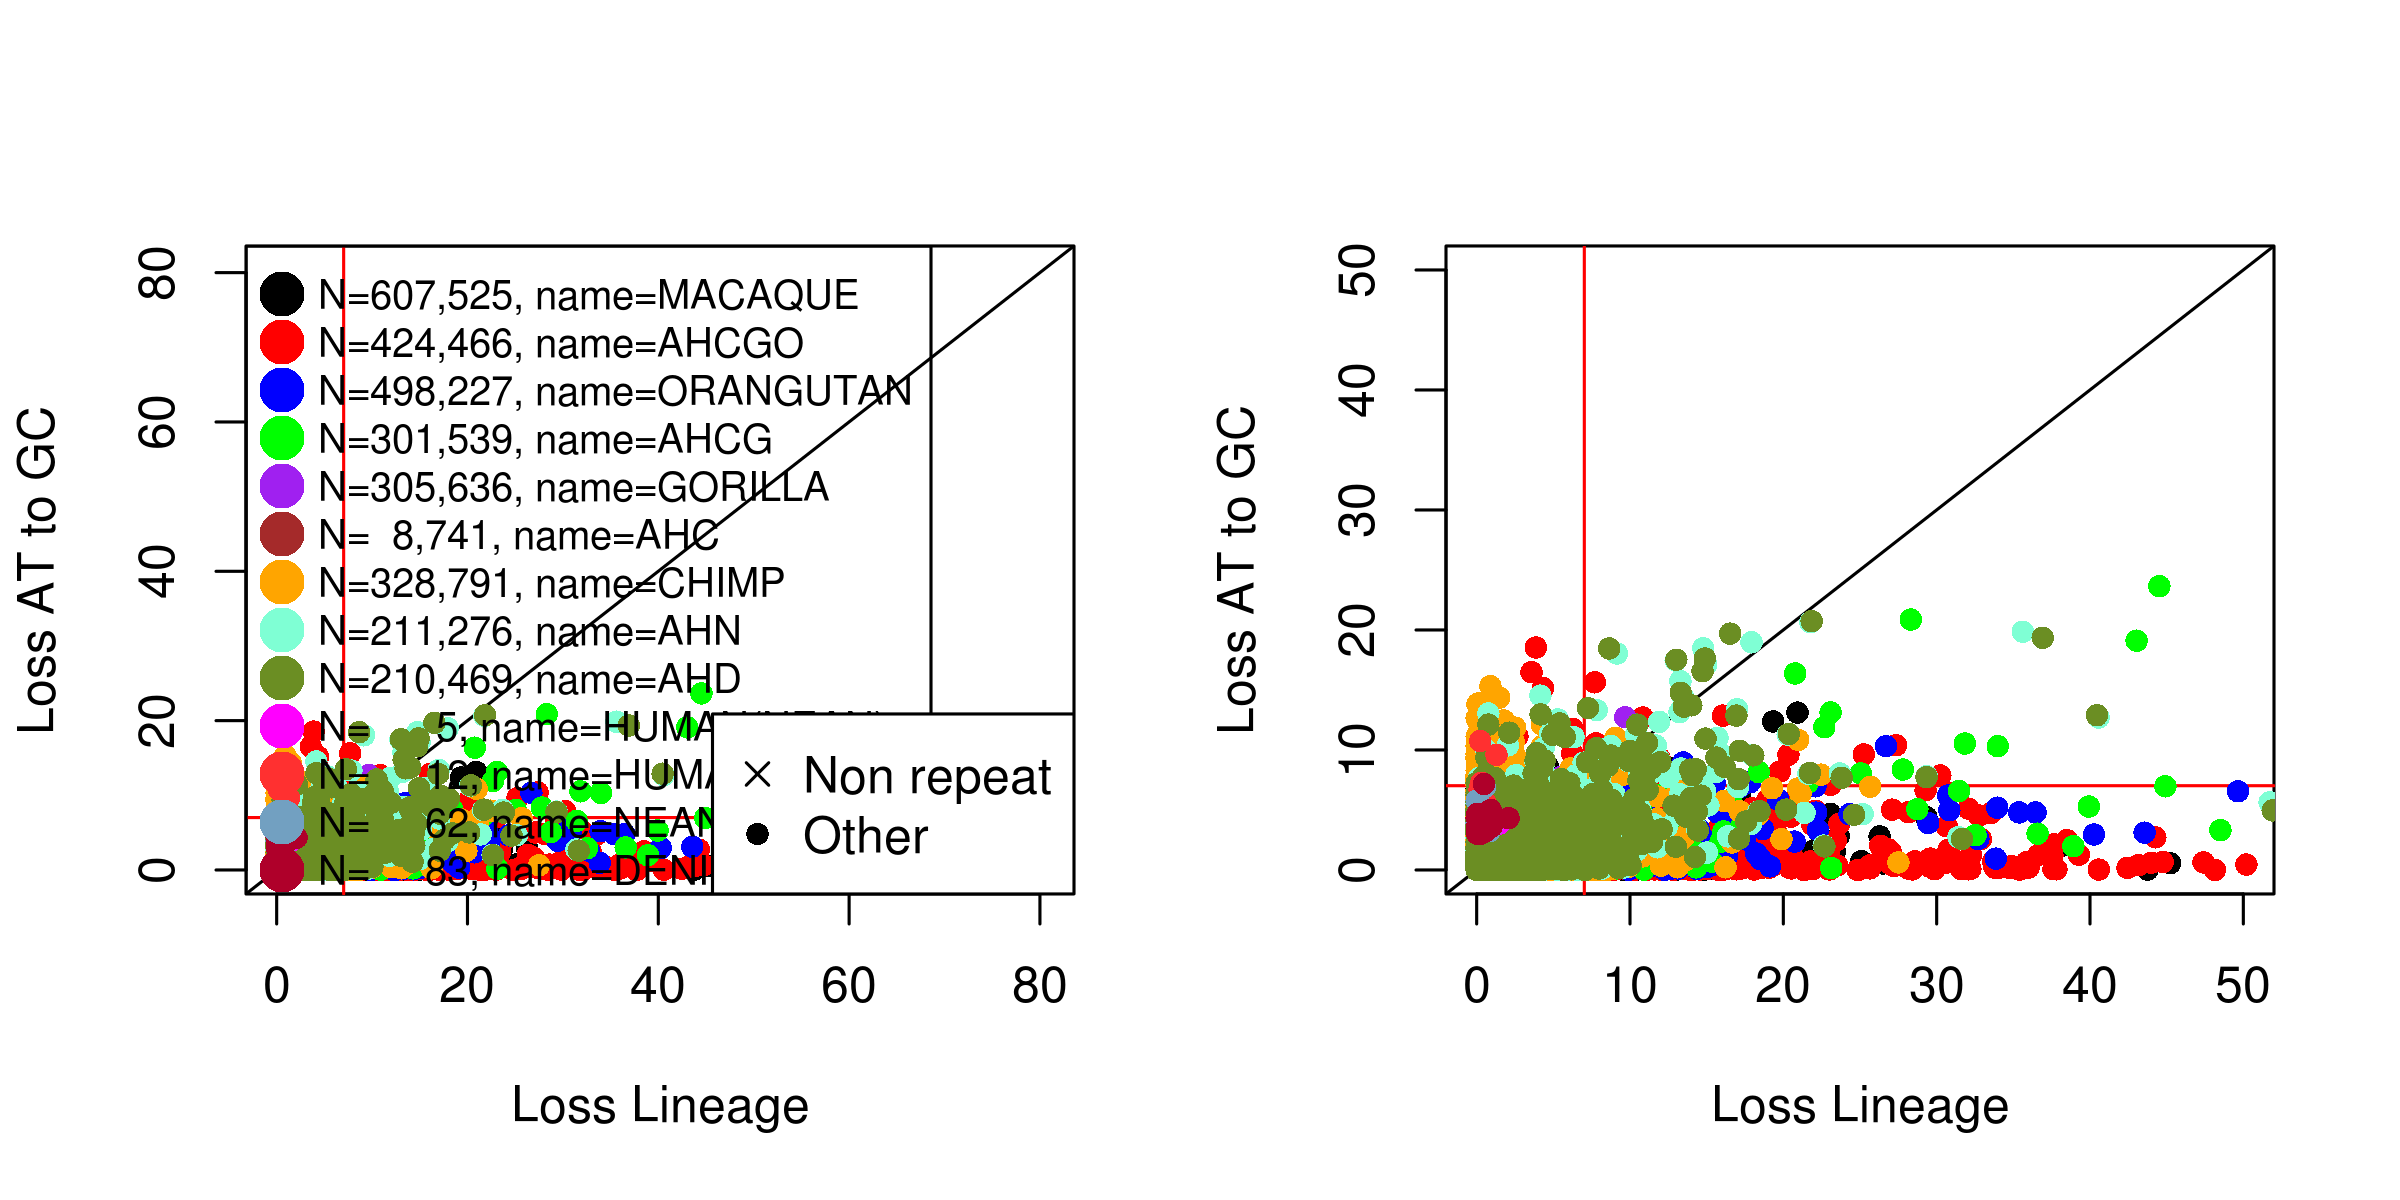 80
60
40
20
0
Loss AT to GC
N=607,525, name=MACAQUE
N=424,466, name=AHCGO
N=498,227, name=ORANGUTAN
N=301,539, name=AHCG
N=305,636, name=GORILLA
N= 8,741, name=AHC
N=328,791, name=CHIMP
N=211,276, name=AHN
N=210,469, name=AHD
N= 5, name=
N= 12, name=
N= 62, name=
N= 83, name=
Non repeat
Other
0 20 40 60 80
Loss Lineage
50
40
30
20
10
0
Loss AT to GC
0 10 20 30 40 50
Loss Lineage